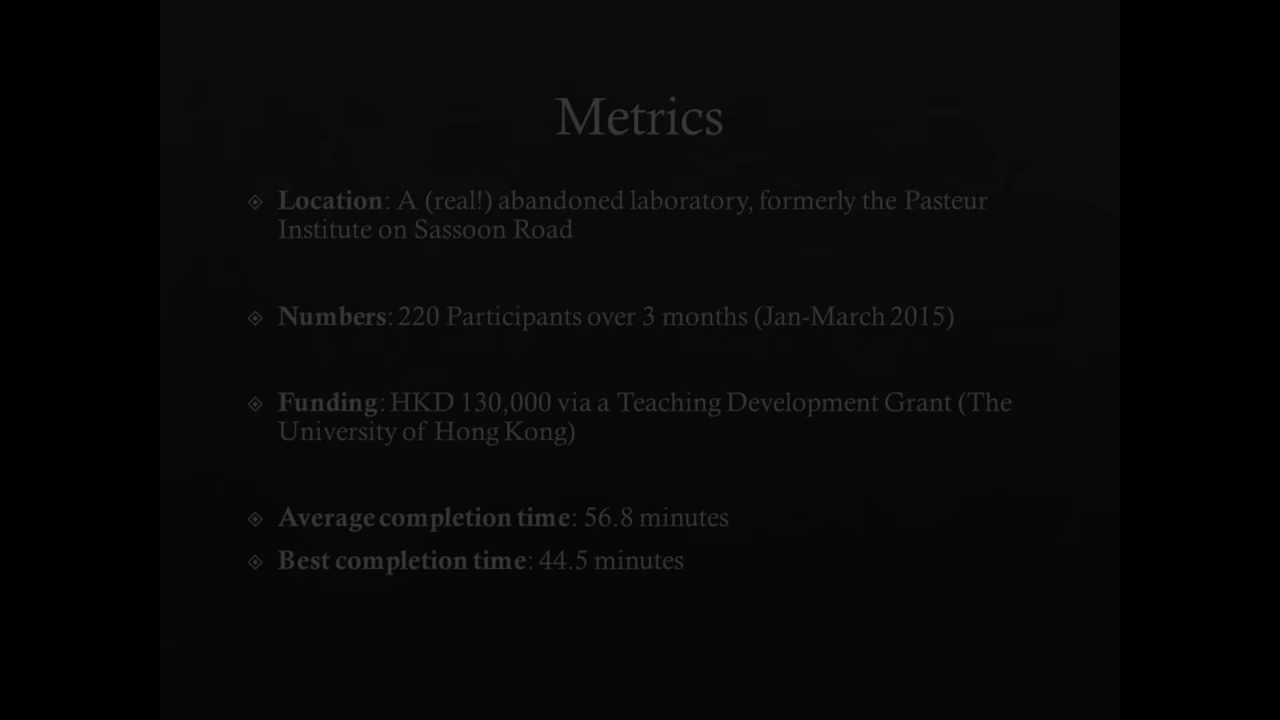 Metrics
Location: A (real!) abandoned laboratory, formerly the Pasteur
Institute on Sassoon Road
Numbers: 220 Participants over 3 months (Jan-March 2015)
Funding: HKD 130,000 via a Teaching Development Grant (The
University of Hong Kong)
Average completion time: 56.8 minutes
Best completion time: 44.5 minutes